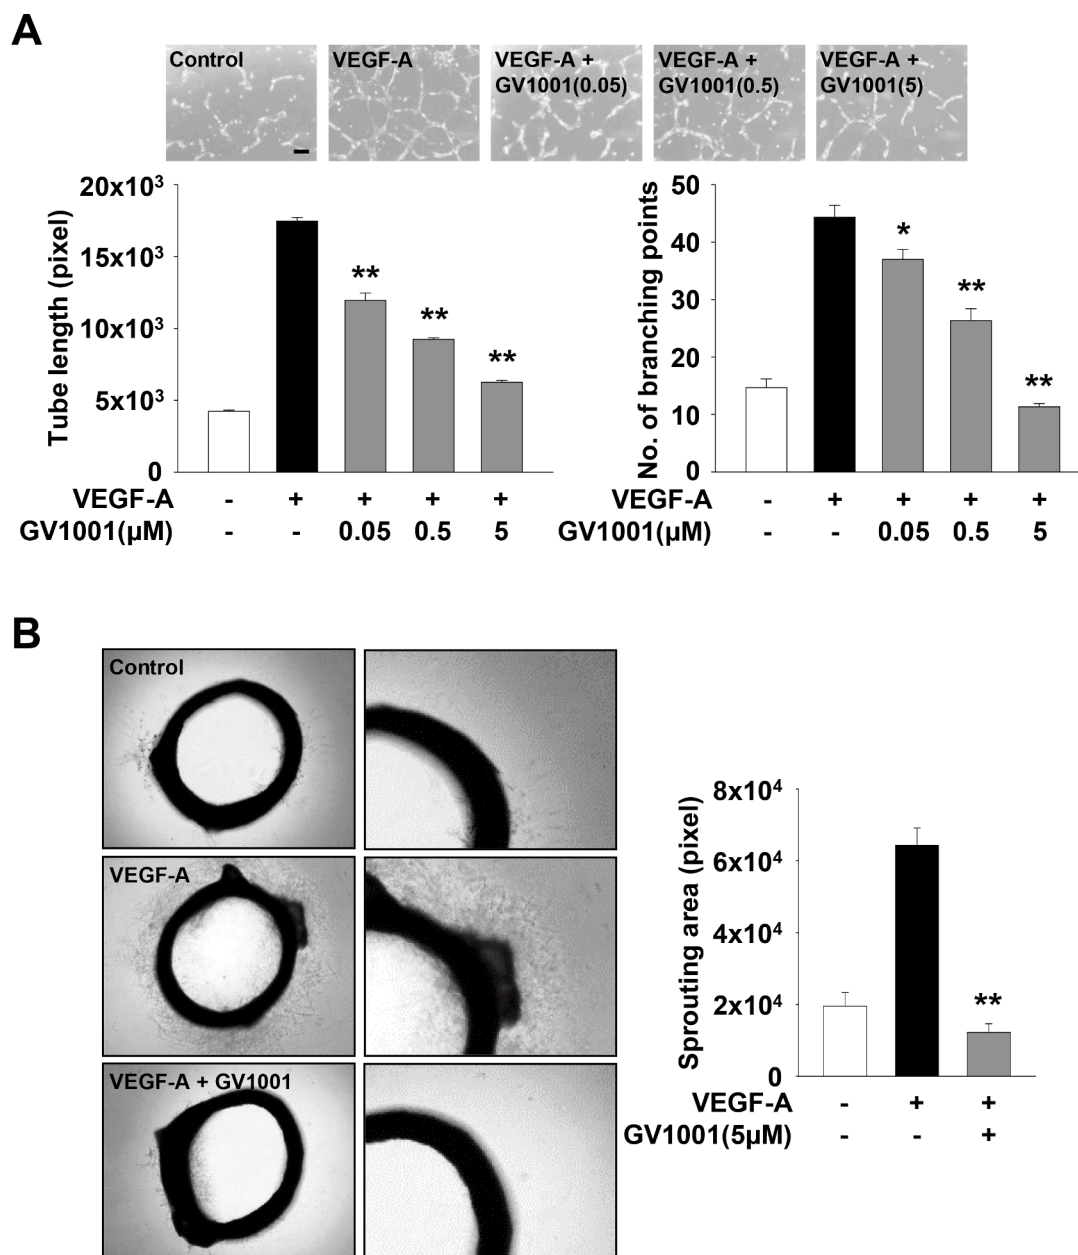 A
Control
VEGF-A
VEGF-A +
GV1001(0.05)
VEGF-A +
GV1001(0.5)
VEGF-A +
GV1001(5)
Tube length (pixel)
20x10³
15x10³
10x10³
5x10³
0
** ** **
VEGF-A - + + + +
GV1001(µM) - - 0.05 0.5 5
No. of branching points
50
40
30
20
10
0
* ** **
VEGF-A - + + + +
GV1001(µM) - - 0.05 0.5 5
B
Control
VEGF-A
VEGF-A + GV1001
Sprouting area (pixel)
8x10⁴
6x10⁴
4x10⁴
2x10⁴
0
**
VEGF-A - + +
GV1001(5µM) - - +